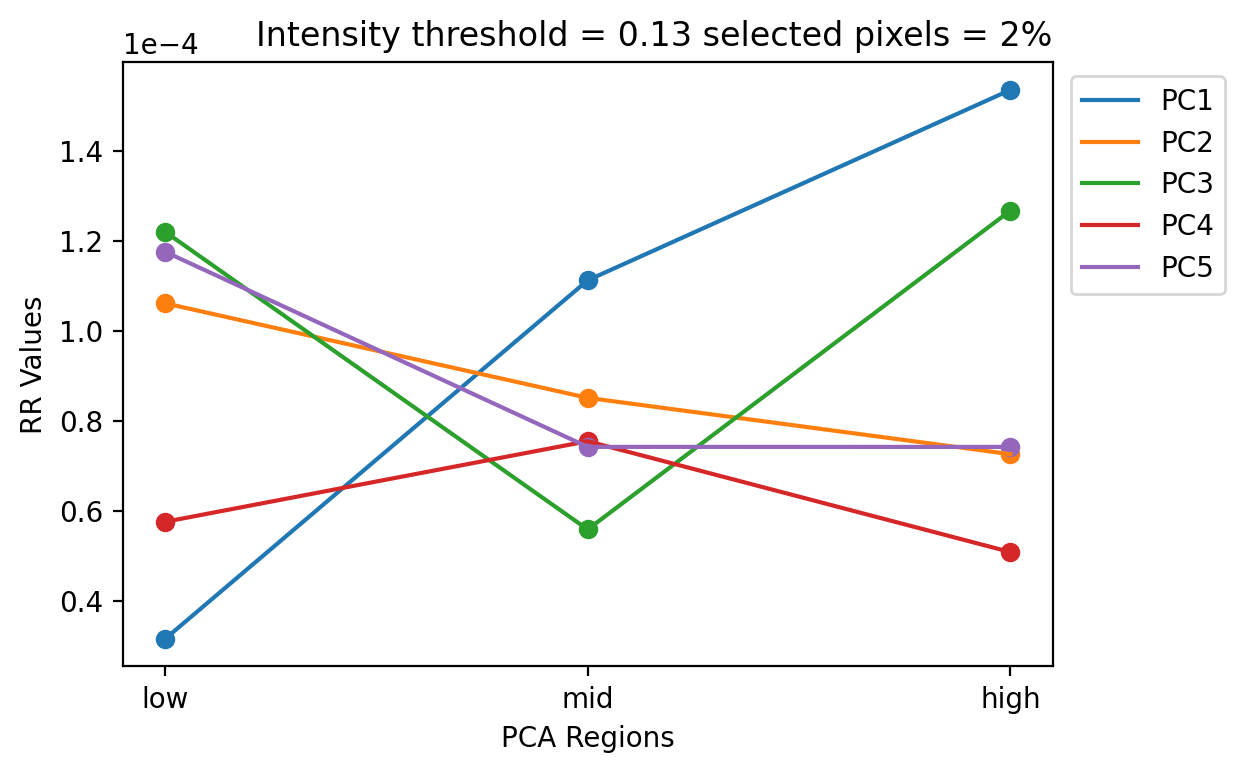 Intensity threshold = 0.13 selected pixels = 2%
1e−4
1.4
1.2
1.0
0.8
0.6
0.4
RR Values
low
mid
high
PCA Regions
PC1
PC2
PC3
PC4
PC5